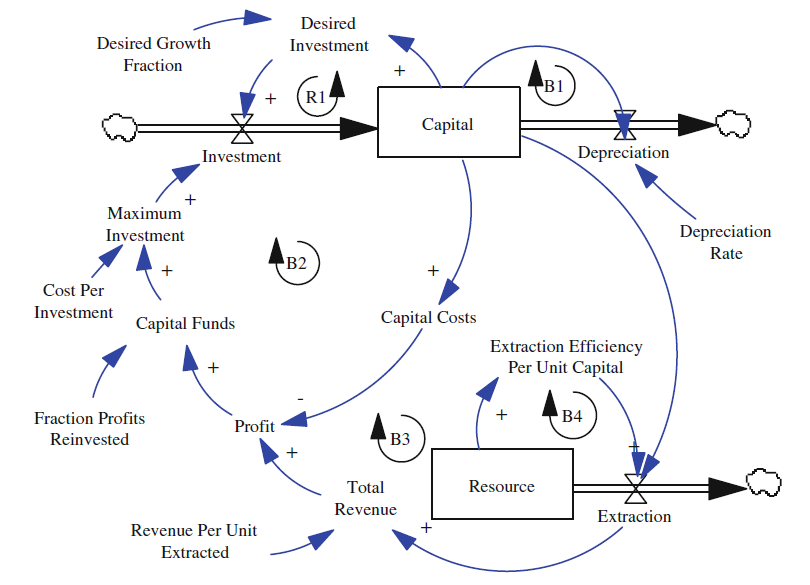 Desired
Investment
Desired Growth
Fraction
+
+
R1
B1
Capital
Investment
Depreciation
+
Maximum
Investment
Depreciation
Rate
B2
+
+
Cost Per
Investment
Capital Funds
Capital Costs
Extraction Efficiency
Per Unit Capital
+
-
Fraction Profits
Reinvested
Profit
B3
+
B4
+
+
Total
Revenue
Resource
Extraction
+
Revenue Per Unit
Extracted